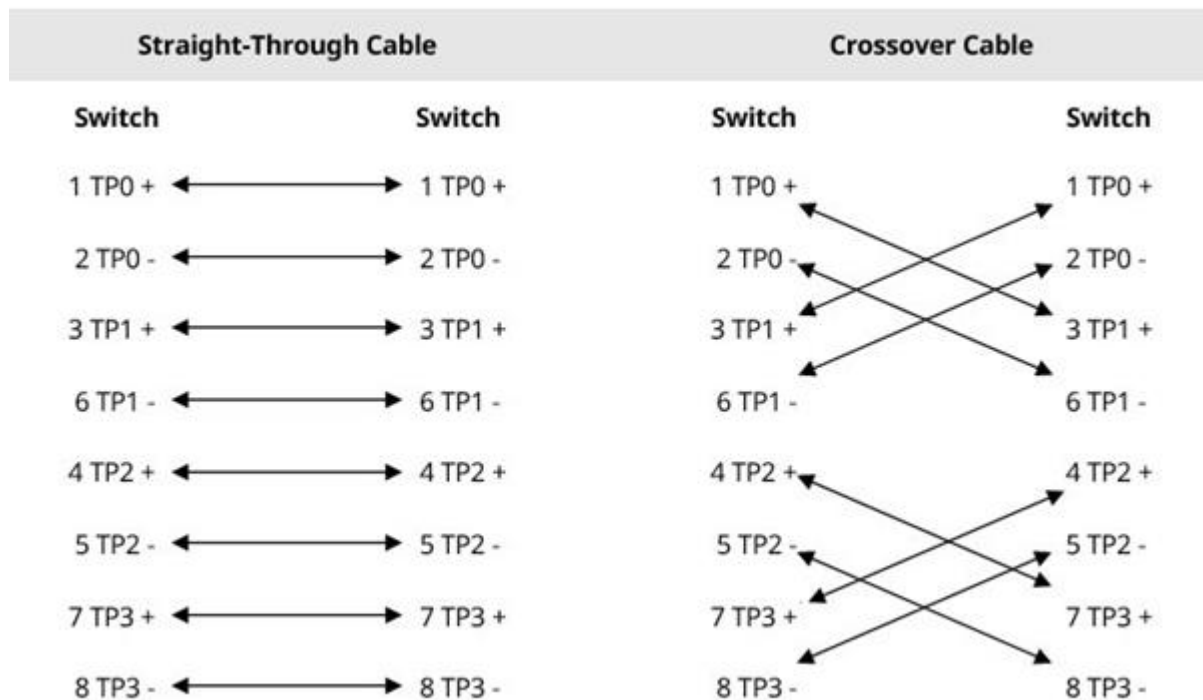 Straight-Through Cable Crossover Cable
Switch Switch Switch Switch
1 TP0 + 1 TP0 + 1 TP0 + 1 TP0 +
2 TP0 - 2 TP0 - 2 TP0 - 2 TP0 -
3 TP1 + 3 TP1 + 3 TP1 + 3 TP1 +
6 TP1 - 6 TP1 - 6 TP1 - 6 TP1 -
4 TP2 + 4 TP2 + 4 TP2 + 4 TP2 +
5 TP2 - 5 TP2 - 5 TP2 - 5 TP2 -
7 TP3 + 7 TP3 + 7 TP3 + 7 TP3 +
8 TP3 - 8 TP3 - 8 TP3 - 8 TP3 -